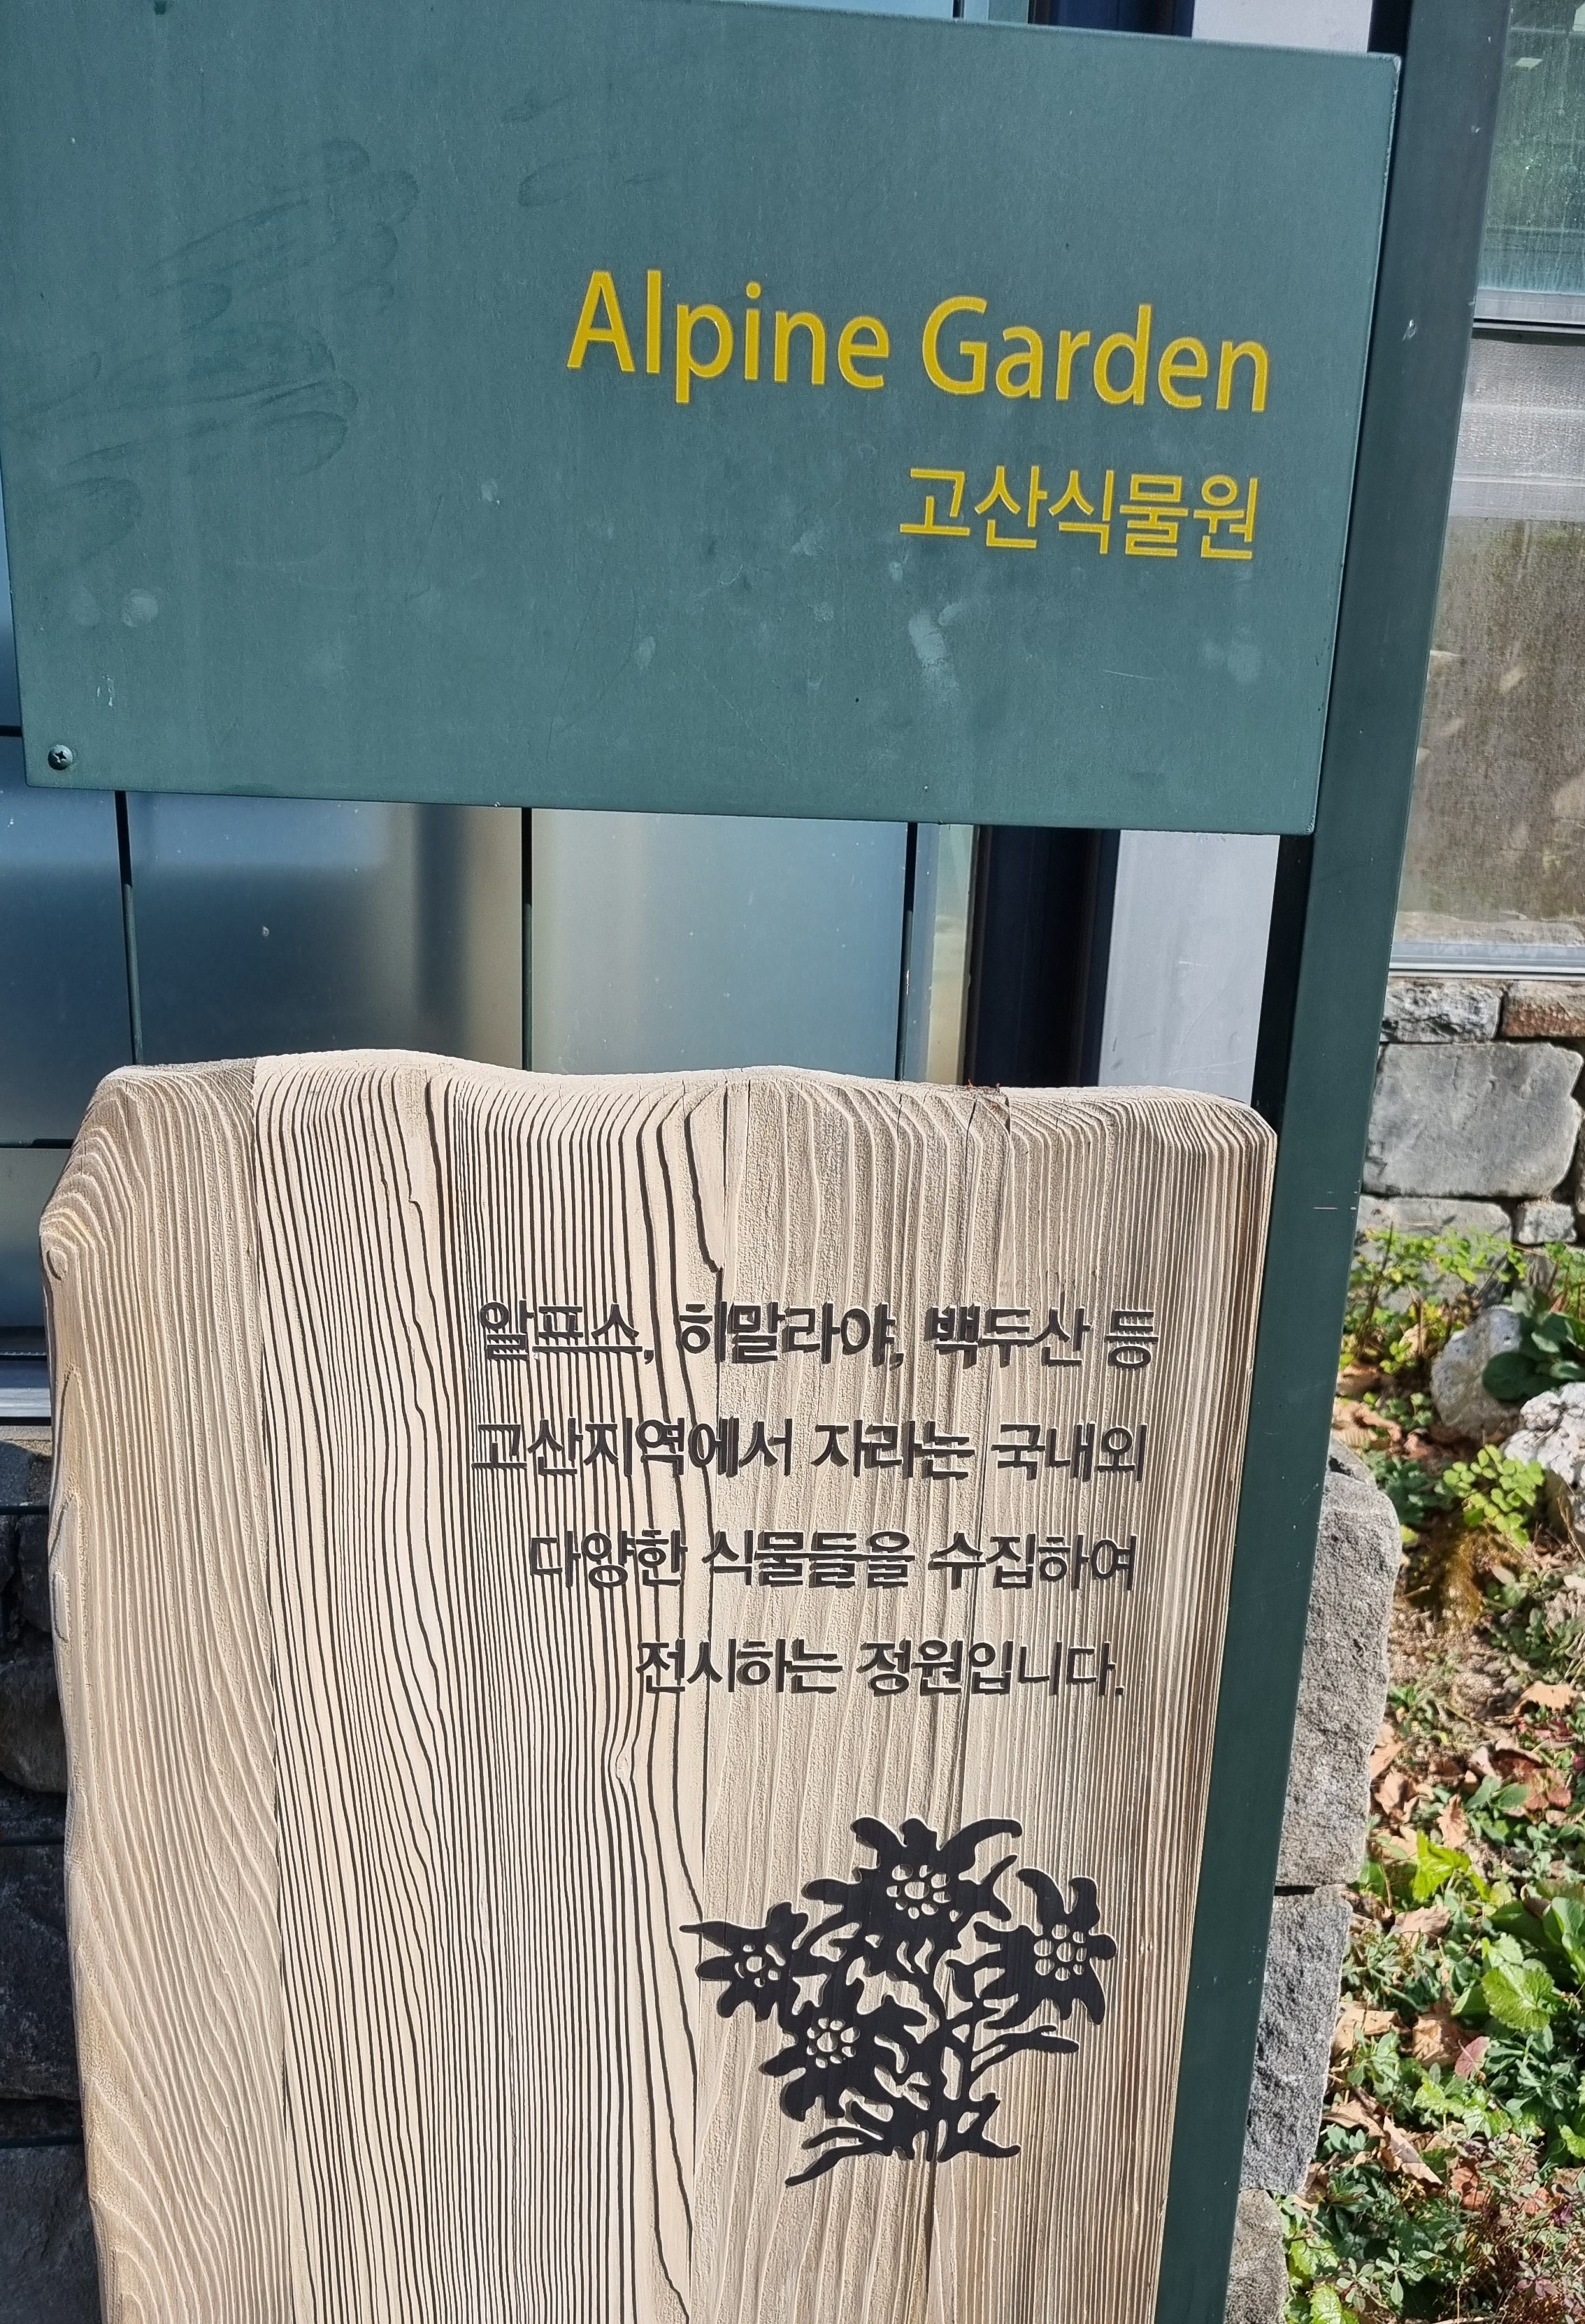 Alpine Garden
고산식물원
알프스, 히말라야, 백두산 등
고산지역에서 자라는 국내외
다양한 식물들을 수집하여
전시하는 정원입니다.